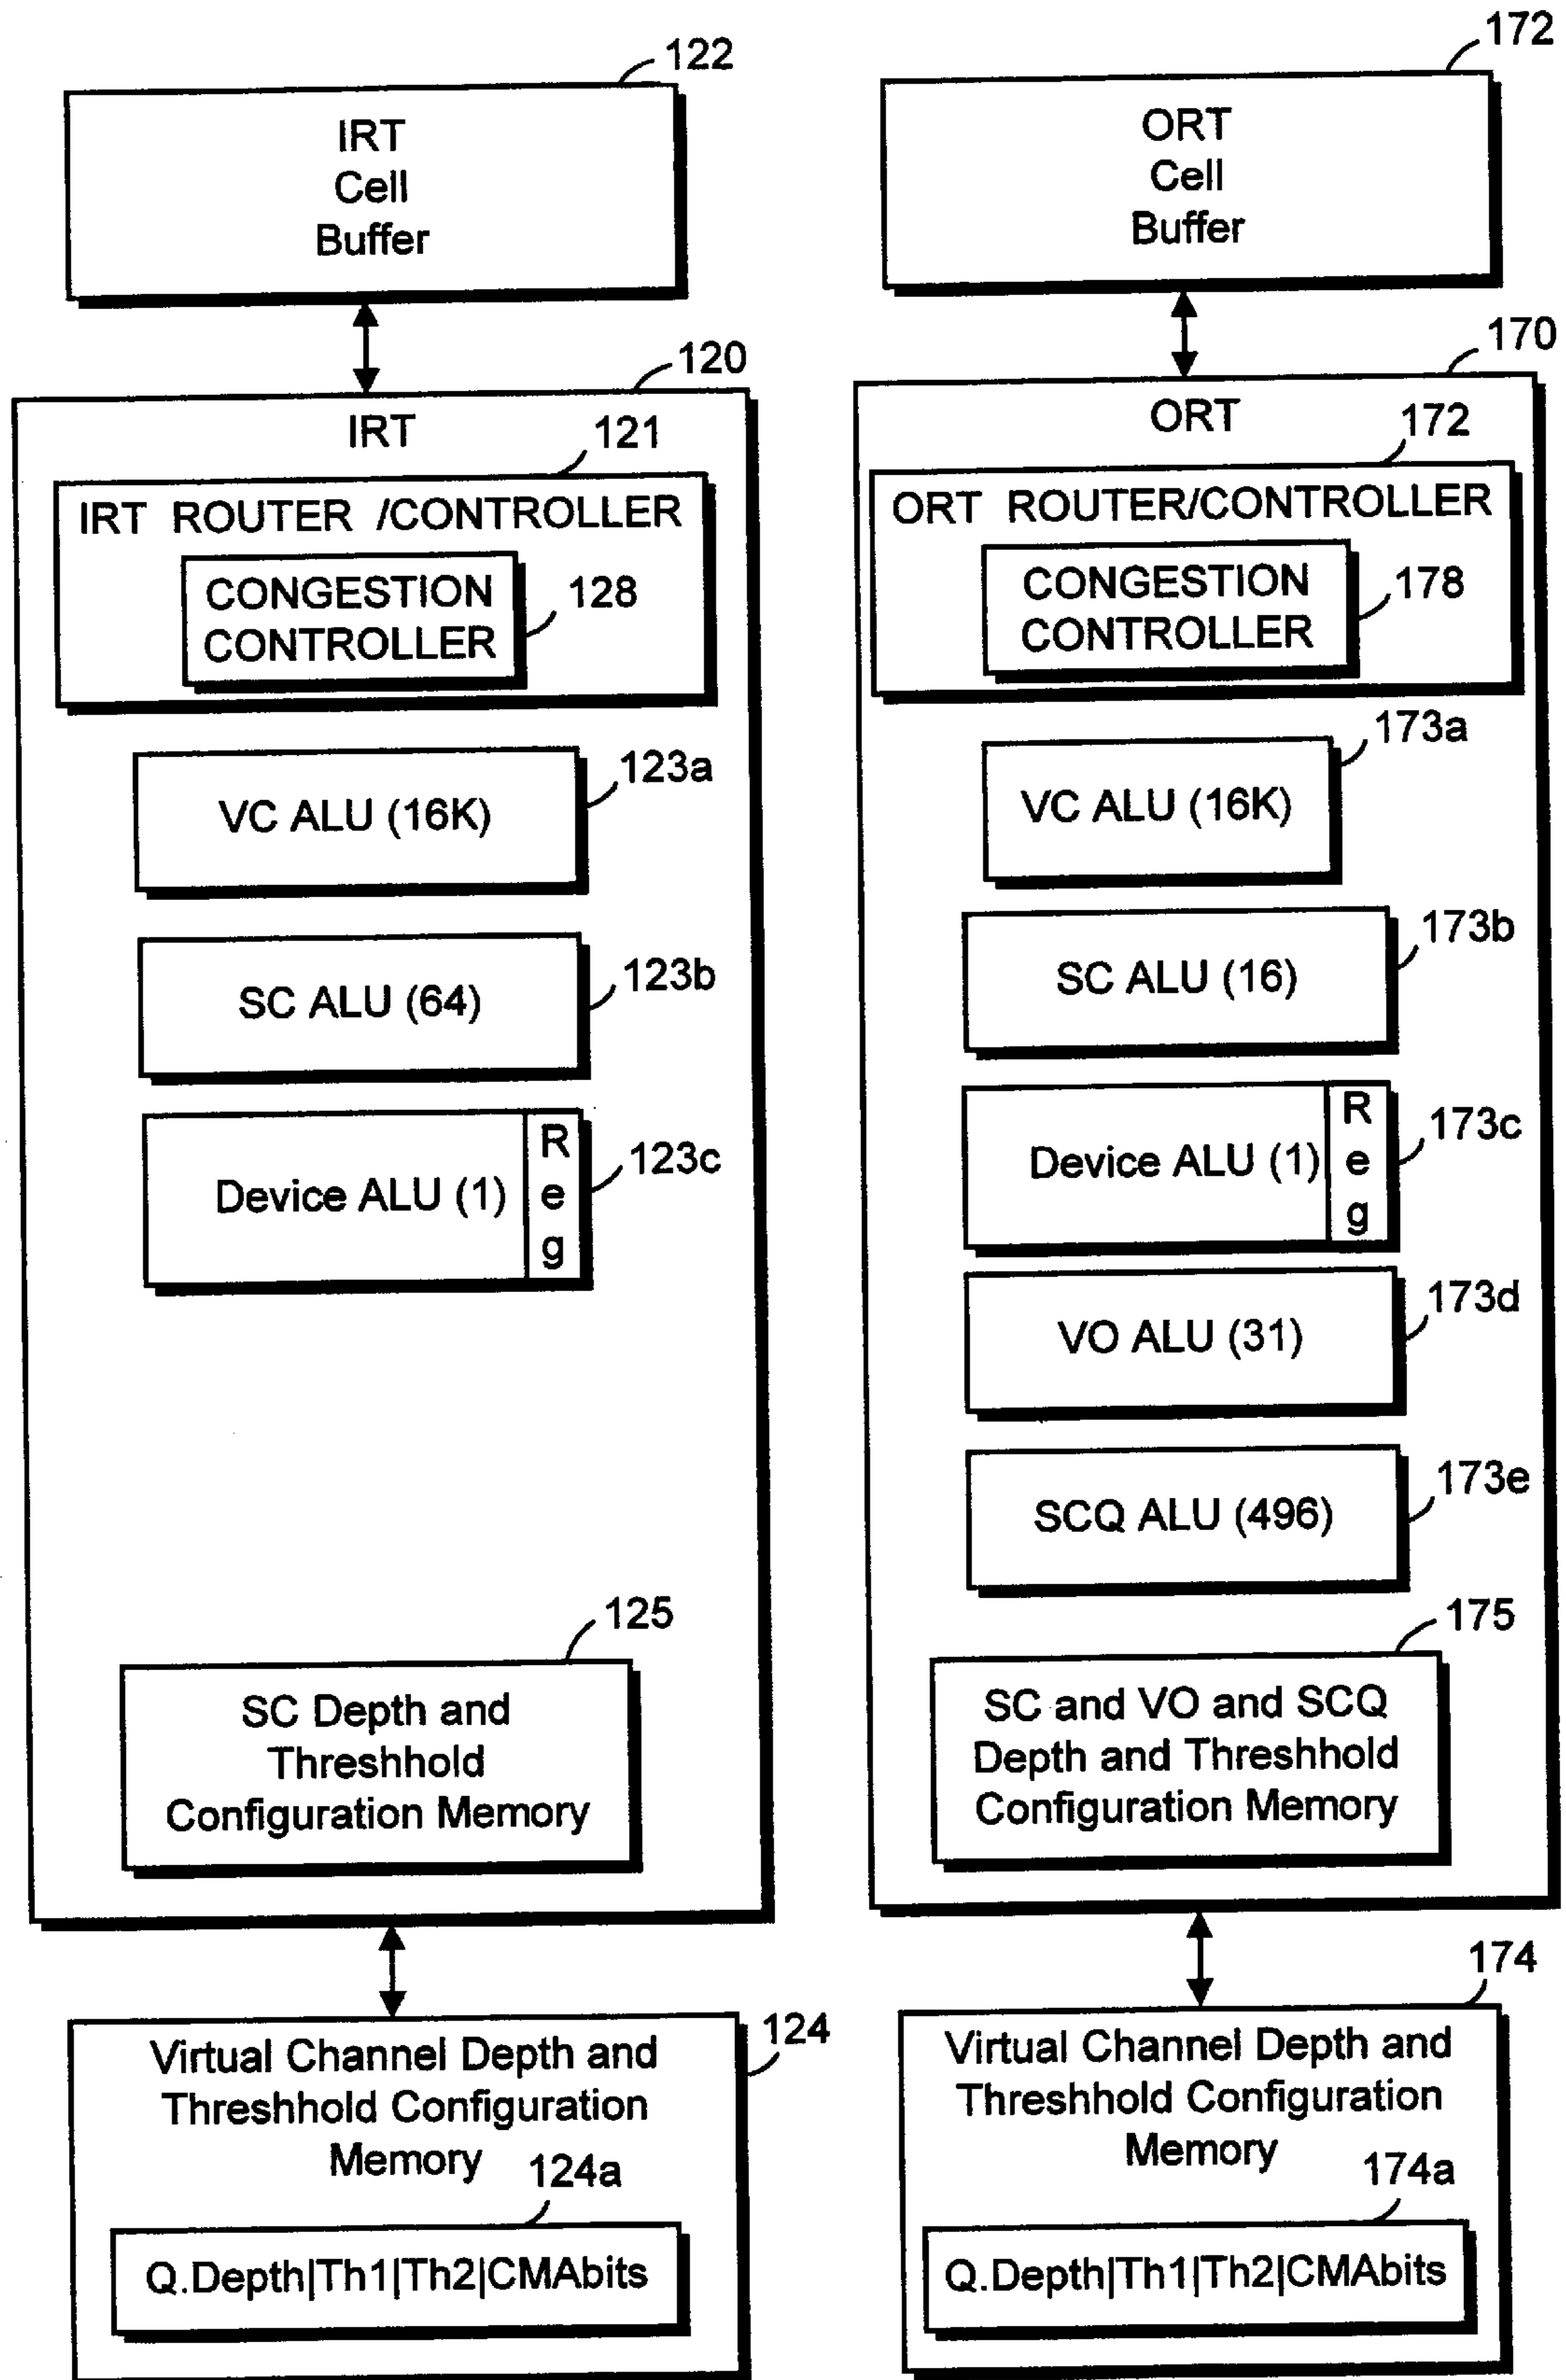 122
IRT
Cell
Buffer
120
IRT
121
IRT ROUTER /CONTROLLER
CONGESTION
CONTROLLER
128
VC ALU (16K)
123a
SC ALU (64)
123b
Device ALU (1)
Reg
123c
125
SC Depth and
Threshhold
Configuration Memory
124
Virtual Channel Depth and
Threshhold Configuration
Memory
124a
Q.Depth|Th1|Th2|CMAbits
172
ORT
Cell
Buffer
170
ORT
172
ORT ROUTER/CONTROLLER
CONGESTION
CONTROLLER
178
173a
VC ALU (16K)
173b
SC ALU (16)
Device ALU (1)
Reg
173c
173d
VO ALU (31)
173e
SCQ ALU (496)
175
SC and VO and SCQ
Depth and Threshhold
Configuration Memory
174
Virtual Channel Depth and
Threshhold Configuration
Memory
174a
Q.Depth|Th1|Th2|CMAbits